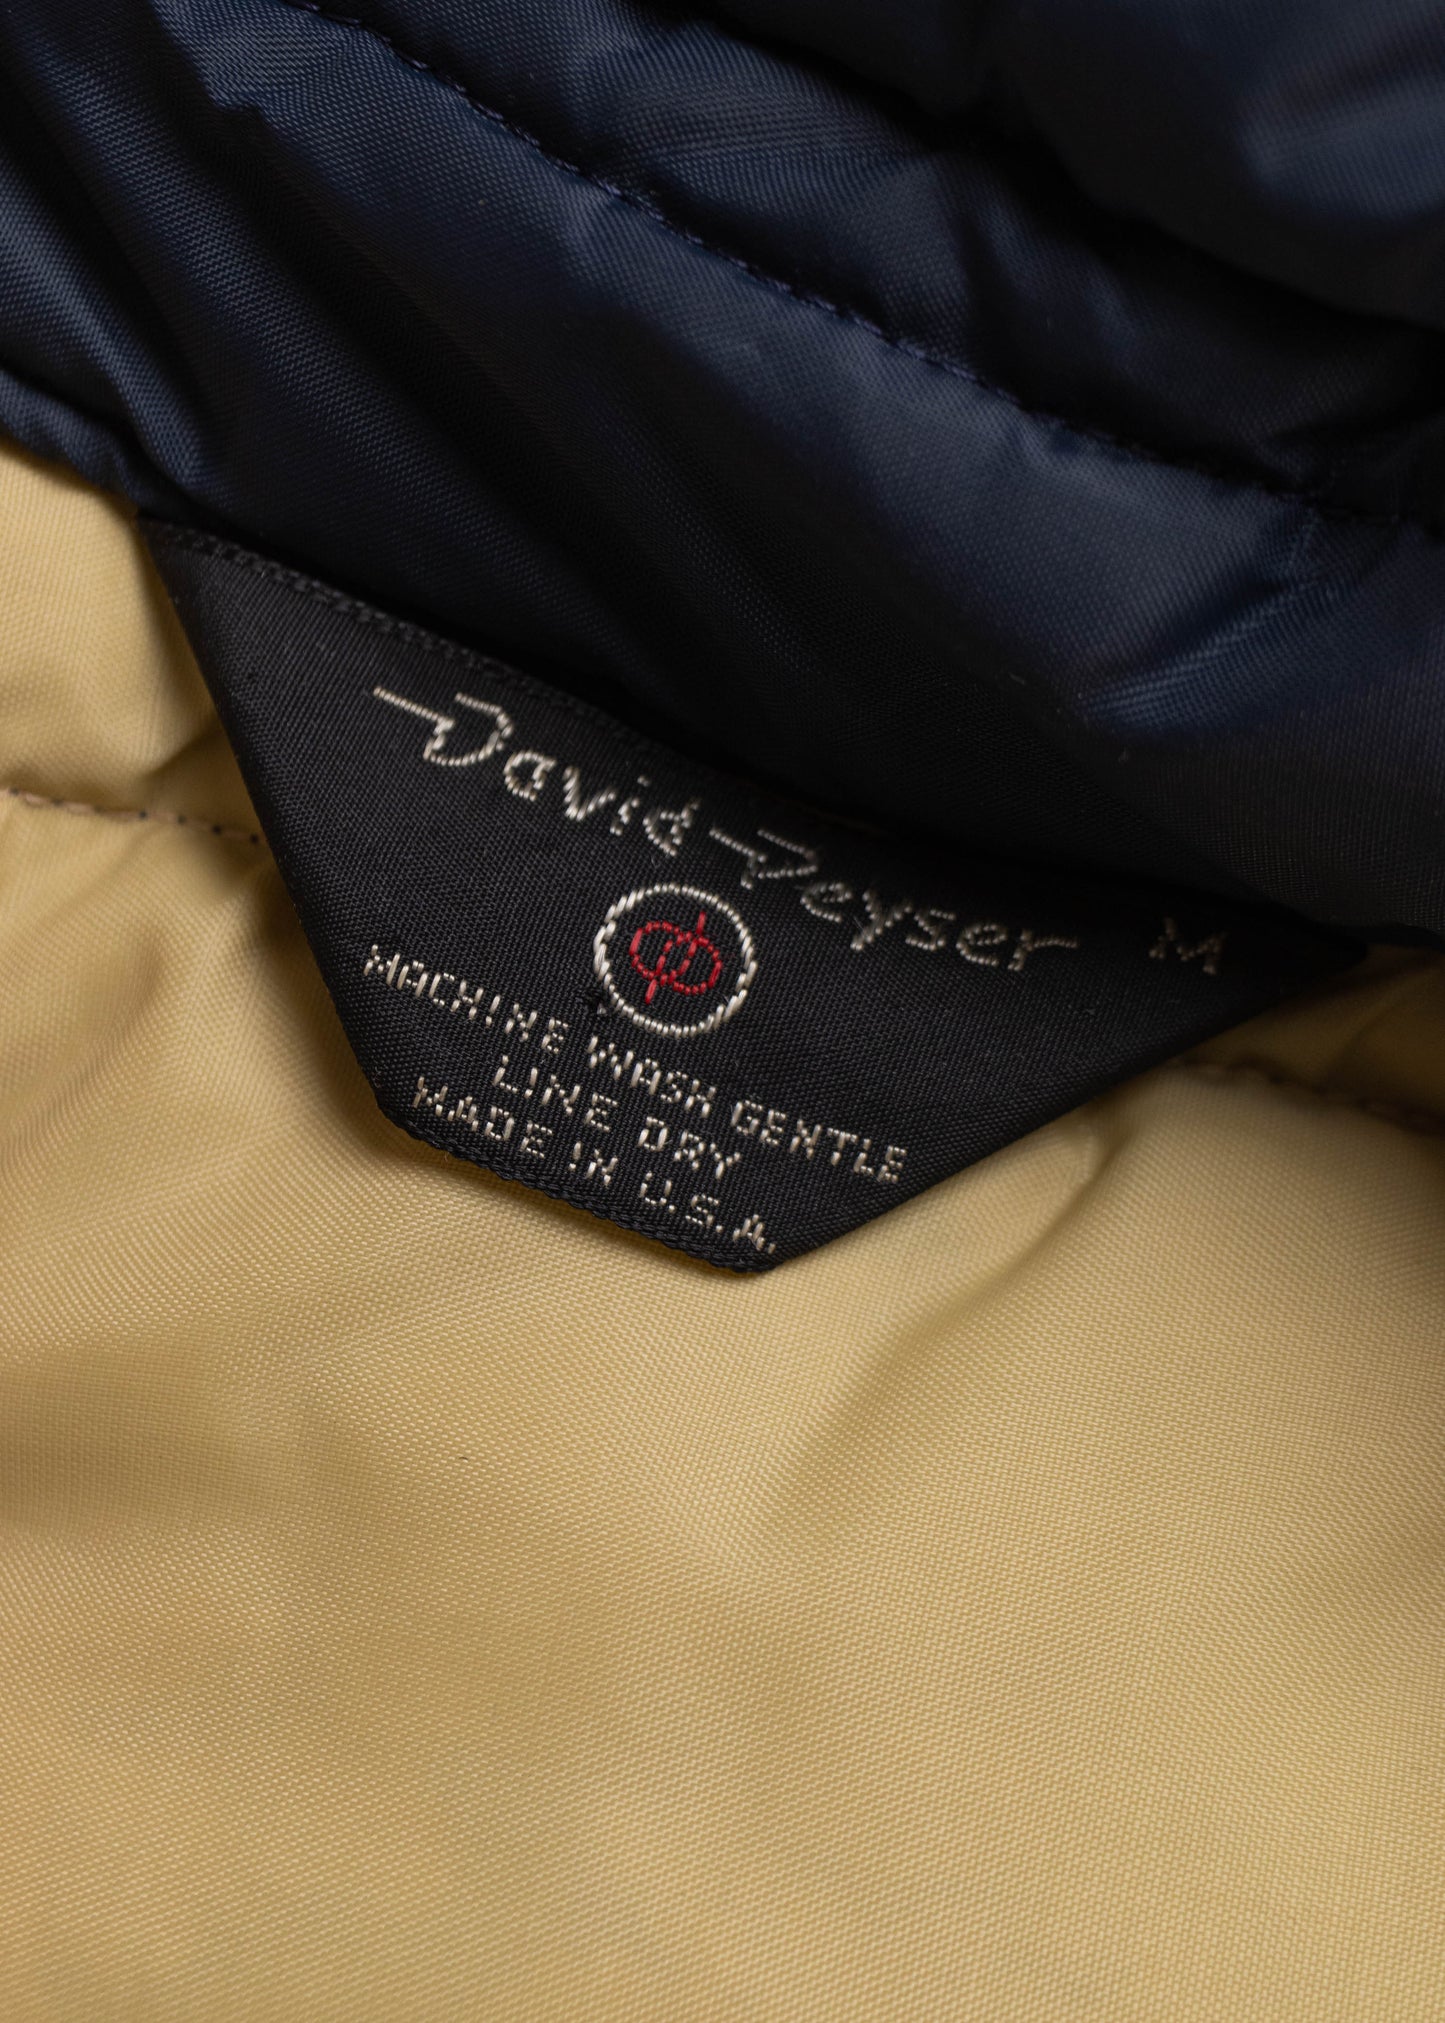 David Peyser M
MACHINE WASH GENTLE
LINE DRY
MADE IN U.S.A.